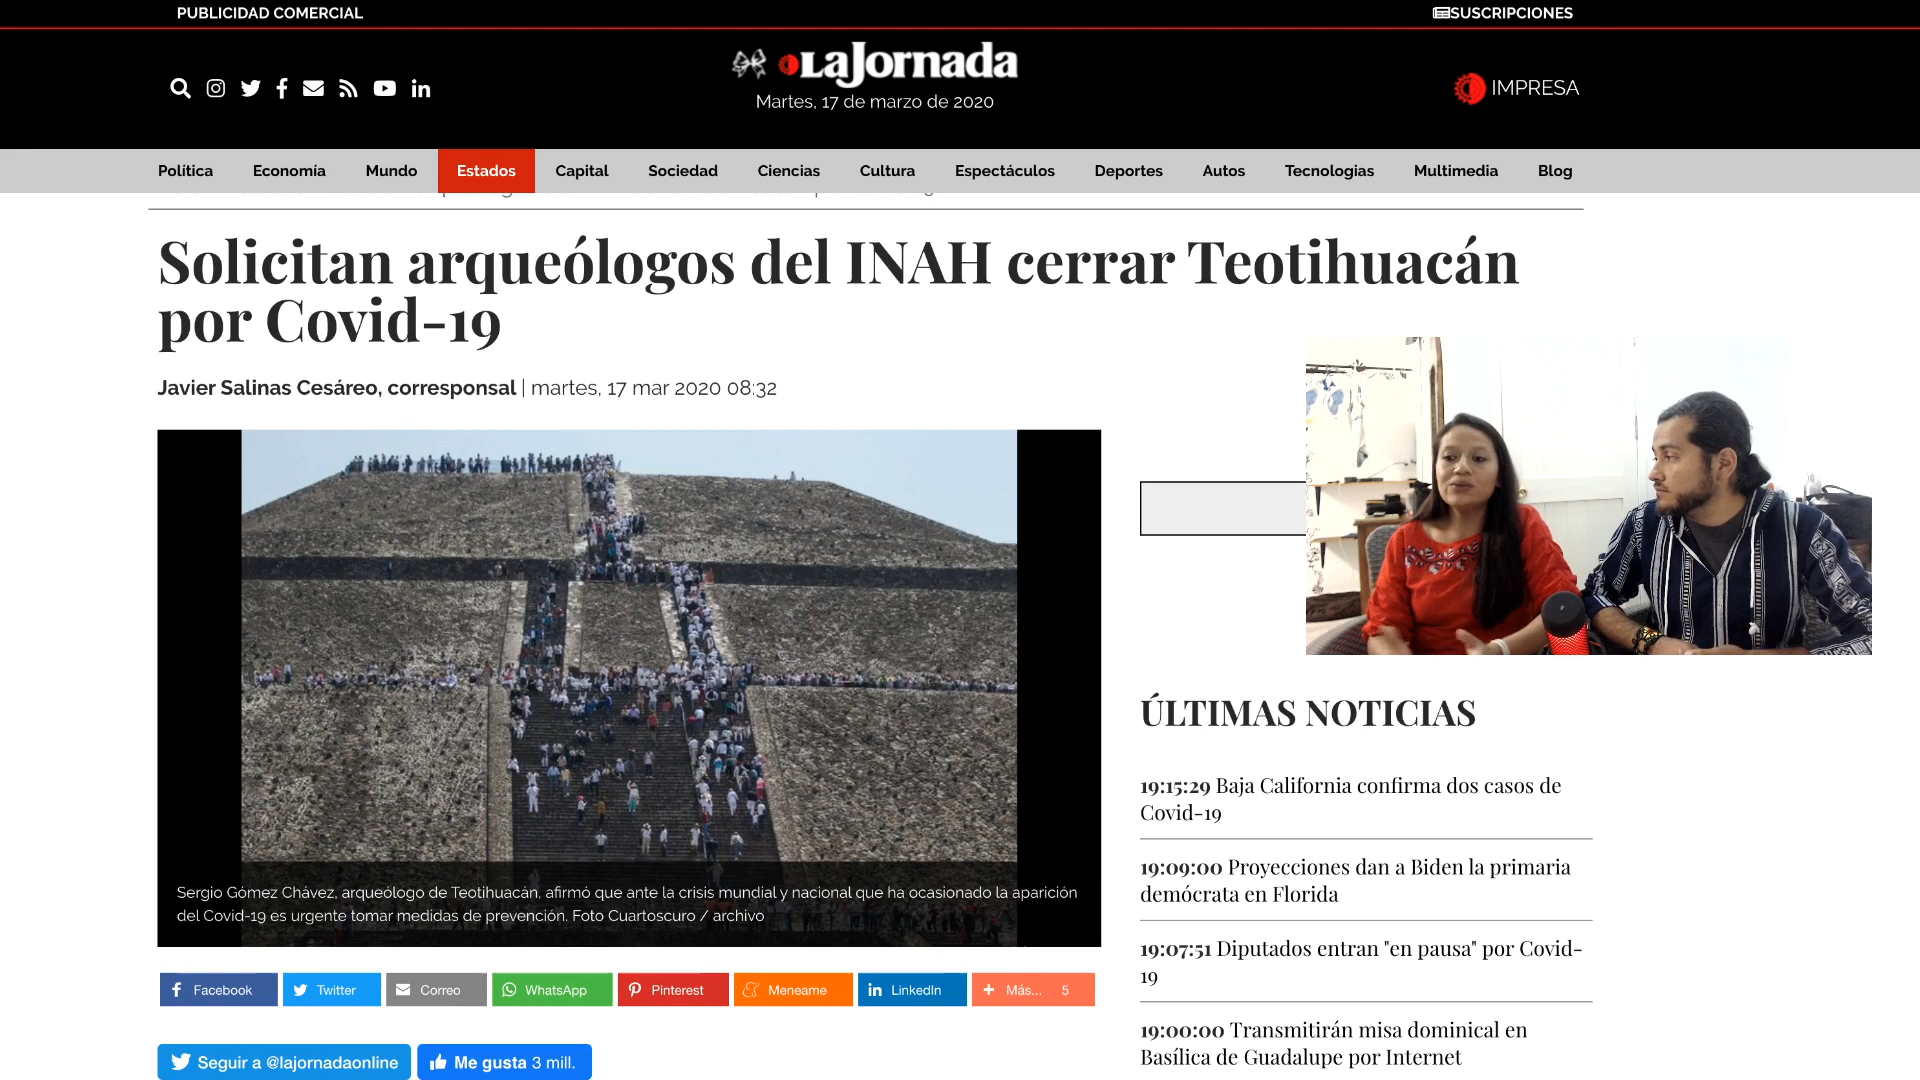 PUBLICIDAD COMERCIAL
SUSCRIPCIONES
LaJornada
Martes, 17 de marzo de 2020
IMPRESA
Política Economía Mundo Estados Capital Sociedad Ciencias Cultura Espectáculos Deportes Autos Tecnologias Multimedia Blog
Solicitan arqueólogos del INAH cerrar Teotihuacán
por Covid-19
Javier Salinas Cesáreo, corresponsal | martes, 17 mar 2020 08:32
Sergio Gómez Chávez, arqueólogo de Teotihuacán, afirmó que ante la crisis mundial y nacional que ha ocasionado la aparición
del Covid-19 es urgente tomar medidas de prevención. Foto Cuartoscuro / archivo
Facebook Twitter Correo WhatsApp Pinterest Meneame LinkedIn Más... 5
Seguir a @lajornadaonline Me gusta 3 mill.
ÚLTIMAS NOTICIAS
19:15:29 Baja California confirma dos casos de
Covid-19
19:09:00 Proyecciones dan a Biden la primaria
demócrata en Florida
19:07:51 Diputados entran "en pausa" por Covid-
19
19:00:00 Transmitirán misa dominical en
Basílica de Guadalupe por Internet